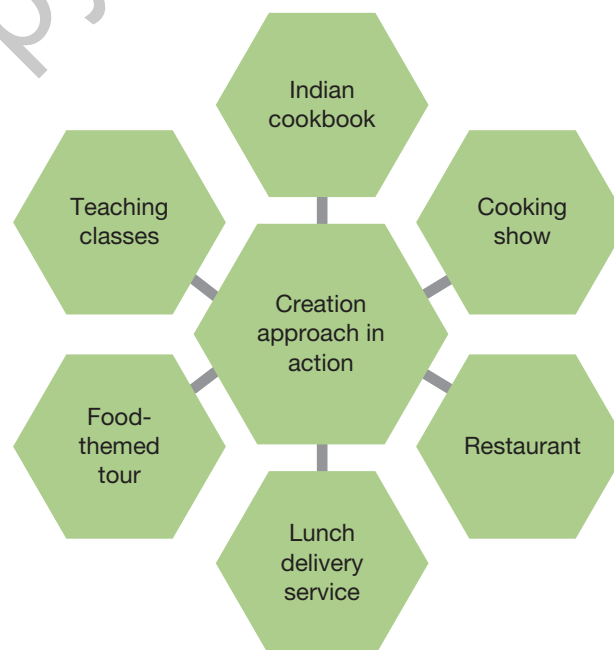 Indian
cookbook
Teaching
classes
Cooking
show
Creation
approach in
action
Food-
themed
tour
Restaurant
Lunch
delivery
service